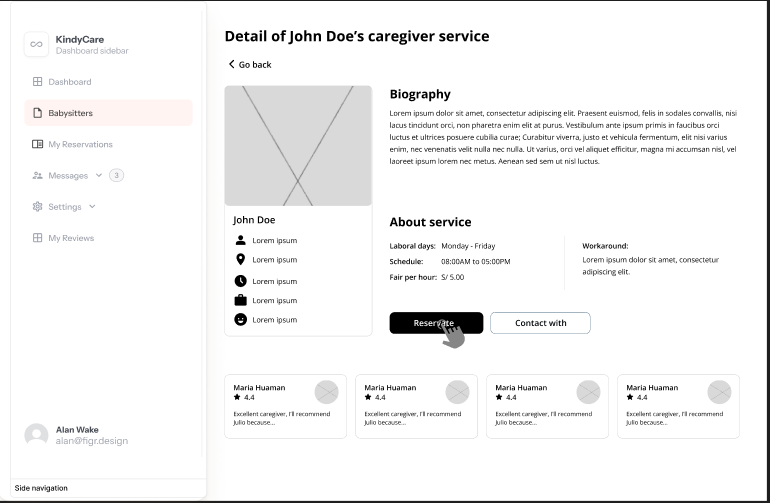 KindyCare
Dashboard sidebar
Dashboard
Babysitters
My Reservations
Messages 3
Settings
My Reviews
Alan Wake
alan@figr.design
Side navigation
Detail of John Doe's caregiver service
Go back
John Doe
Lorem ipsum
Lorem ipsum
Lorem ipsum
Lorem ipsum
Lorem ipsum
Biography
Lorem ipsum dolor sit amet, consectetur adipiscing elit. Praesent euismod, felis in sodales convallis, nisi
lacus tincidunt orci, non pharetra enim elit at purus. Vestibulum ante ipsum primis in faucibus orci
luctus et ultrices posuere cubilia curae; Curabitur viverra, justo et vehicula fermentum, elit nisi varius
enim, nec venenatis velit nulla nec nulla. Ut varius, orci vel aliquet efficitur, magna mi accumsan nisl, vel
laoreet ipsum lorem nec metus. Aenean sed sem ut nisl luctus.
About service
Laboral days: Monday - Friday
Schedule: 08:00AM to 05:00PM
Fair per hour: S/ 5.00
Workaround:
Lorem ipsum dolor sit amet, consectetur
adipiscing elit.
Reservate
Contact with
Maria Huaman
4.4
Excellent caregiver, I'll recommend
Julio because...
Maria Huaman
4.4
Excellent caregiver, I'll recommend
Julio because...
Maria Huaman
4.4
Excellent caregiver, I'll recommend
Julio because...
Maria Huaman
4.4
Excellent caregiver, I'll recommend
Julio because...